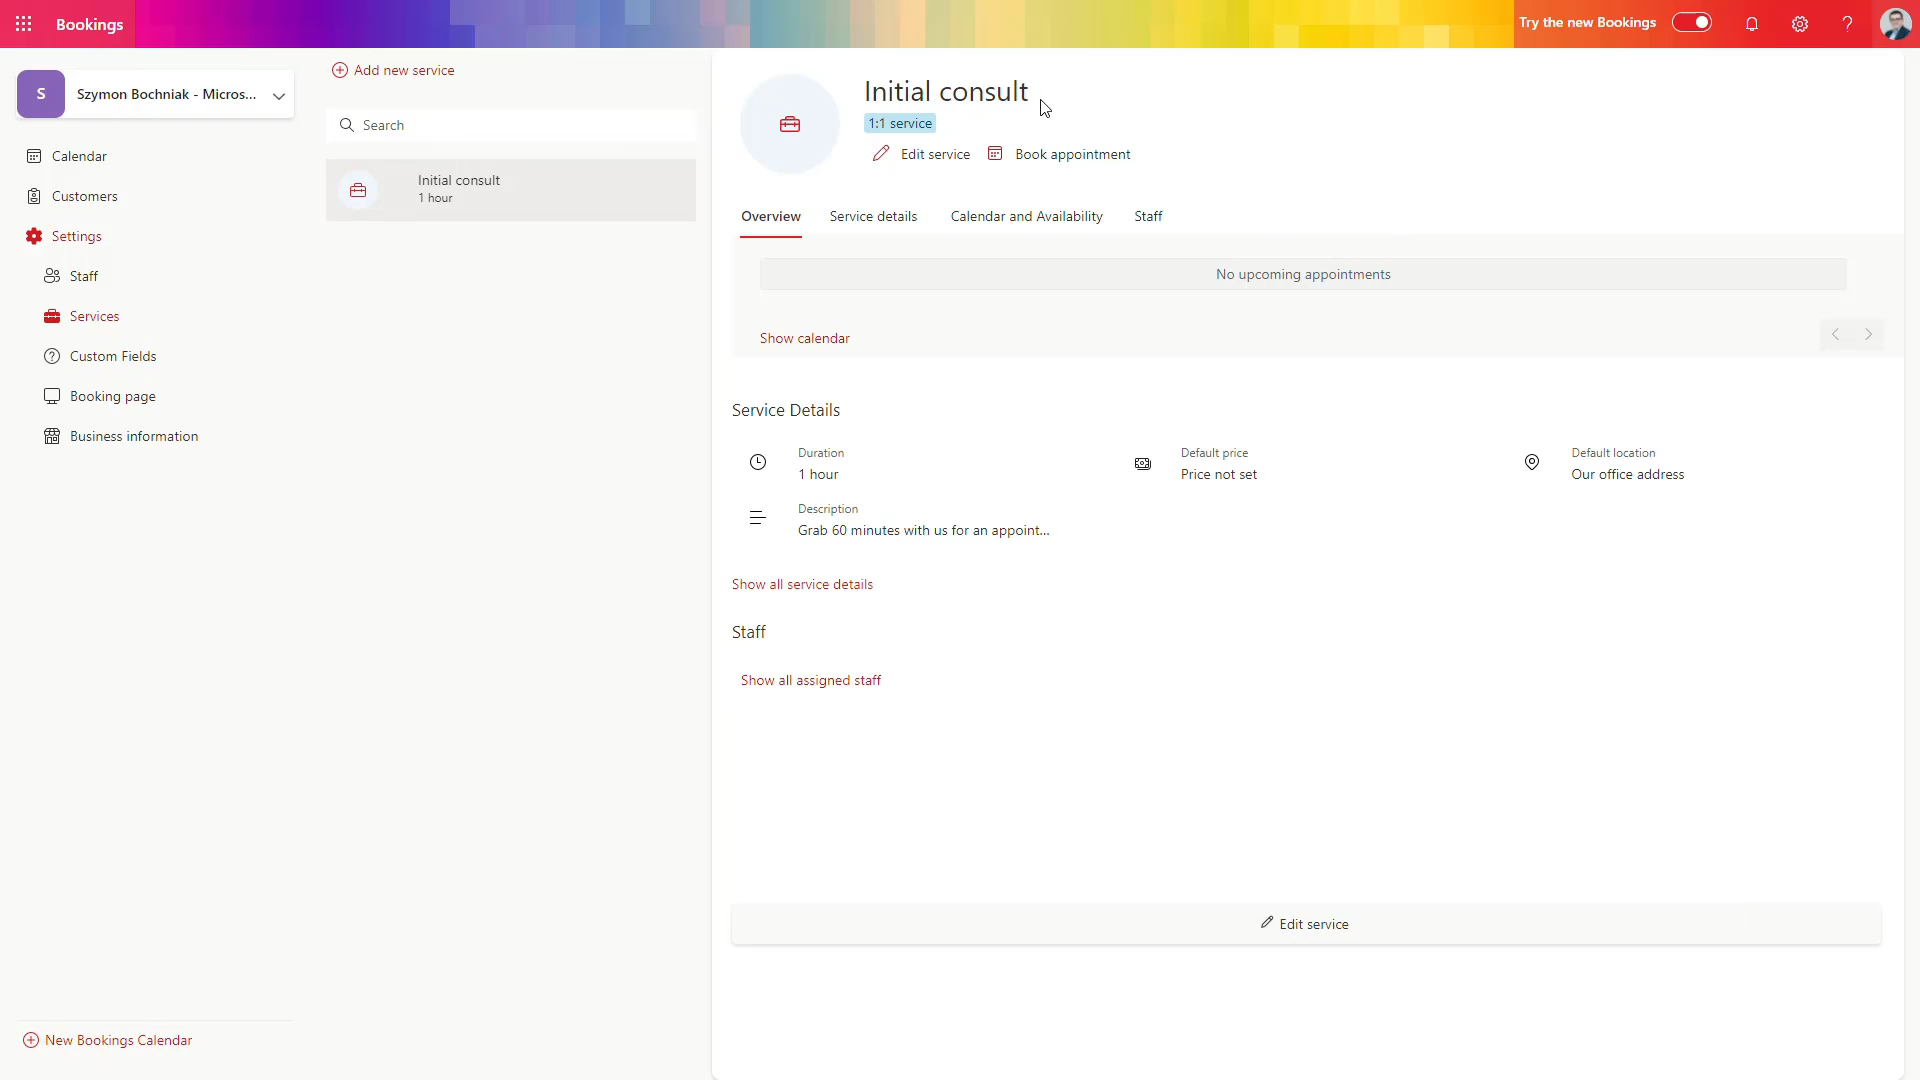 Bookings
Try the new Bookings
S
Szymon Bochniak - Micros...
Calendar
Customers
Settings
Staff
Services
Custom Fields
Booking page
Business information
New Bookings Calendar
Add new service
Search
Initial consult
1 hour
Initial consult
1:1 service
Edit service
Book appointment
Overview
Service details
Calendar and Availability
Staff
No upcoming appointments
Show calendar
Service Details
Duration
1 hour
Default price
Price not set
Default location
Our office address
Description
Grab 60 minutes with us for an appoint...
Show all service details
Staff
Show all assigned staff
Edit service